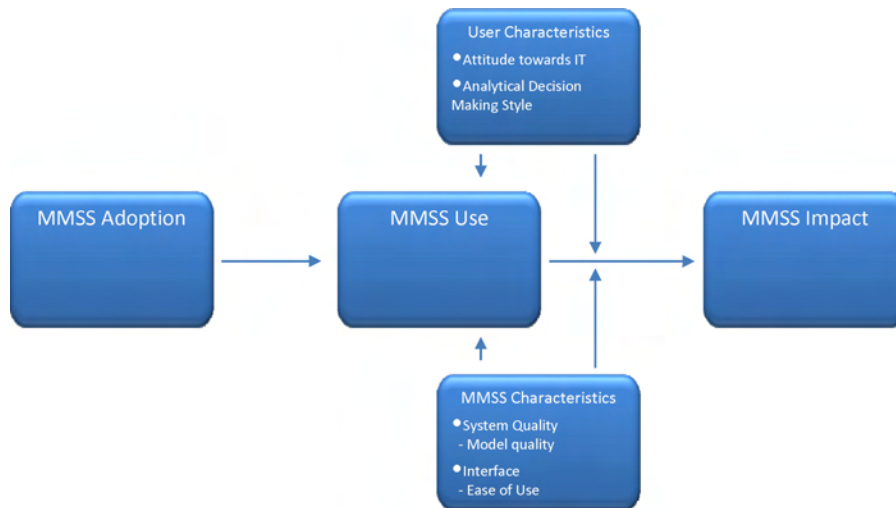 User Characteristics
•Attitude towards IT
•Analytical Decision
Making Style
MMSS Adoption
MMSS Use
MMSS Impact
MMSS Characteristics
•System Quality
- Model quality
•Interface
- Ease of Use